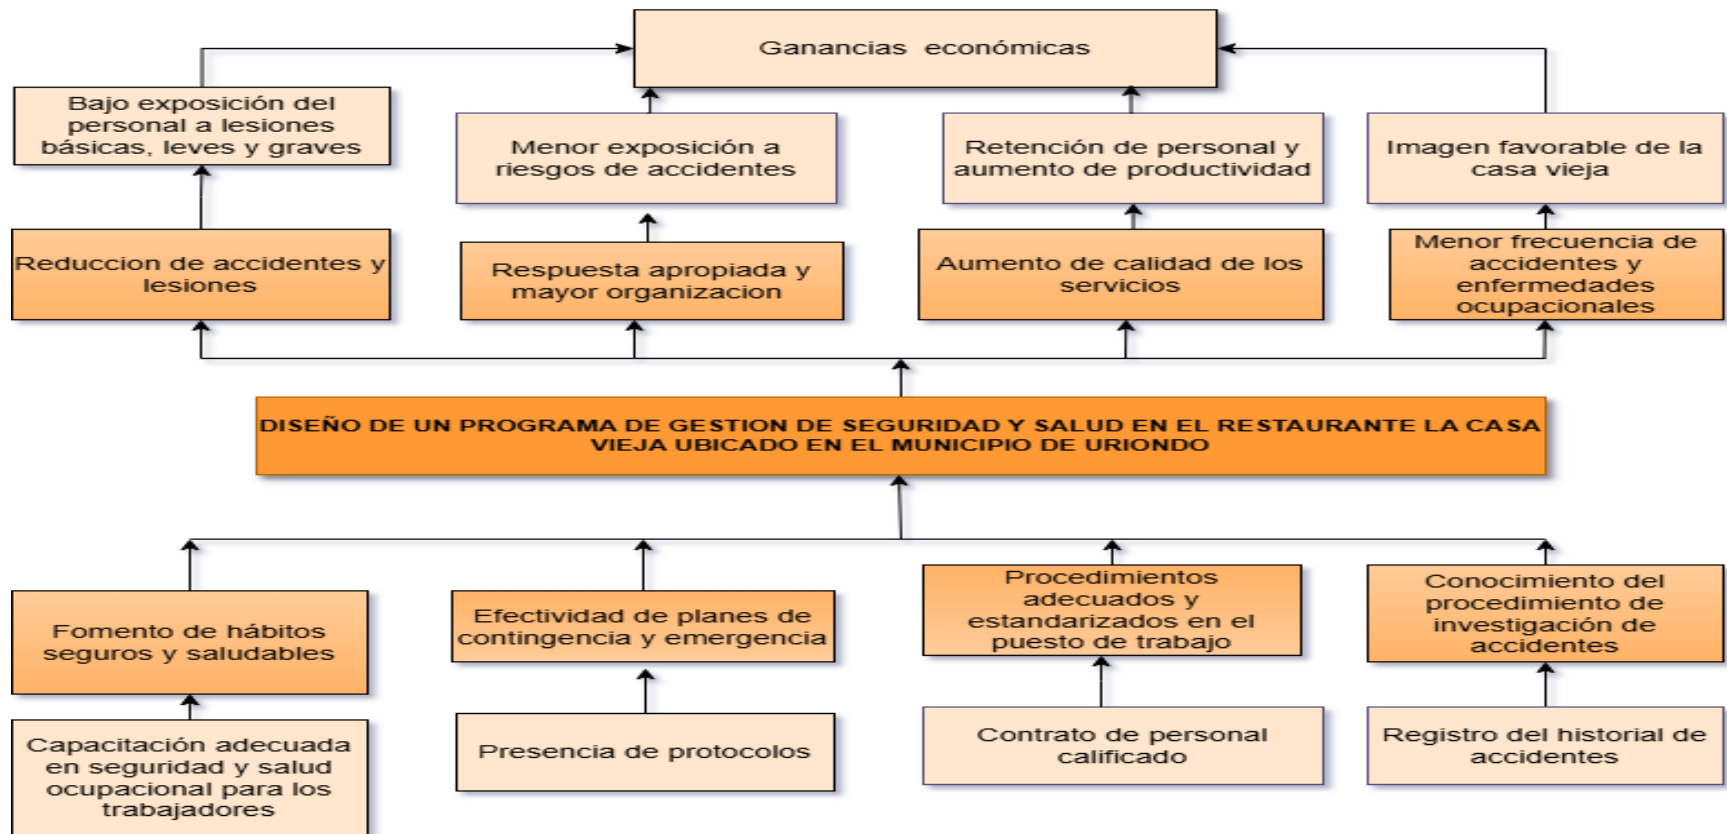 Ganancias económicas
Bajo exposición del
personal a lesiones
básicas, leves y graves
Menor exposición a
riesgos de accidentes
Retención de personal y
aumento de productividad
Imagen favorable de la
casa vieja
Reduccion de accidentes y
lesiones
Respuesta apropiada y
mayor organizacion
Aumento de calidad de los
servicios
Menor frecuencia de
accidentes y
enfermedades
ocupacionales
DISEÑO DE UN PROGRAMA DE GESTION DE SEGURIDAD Y SALUD EN EL RESTAURANTE LA CASA
VIEJA UBICADO EN EL MUNICIPIO DE URIONDO
Fomento de hábitos
seguros y saludables
Efectividad de planes de
contingencia y emergencia
Procedimientos
adecuados y
estandarizados en el
puesto de trabajo
Conocimiento del
procedimiento de
investigación de
accidentes
Capacitación adecuada
en seguridad y salud
ocupacional para los
trabajadores
Presencia de protocolos
Contrato de personal
calificado
Registro del historial de
accidentes